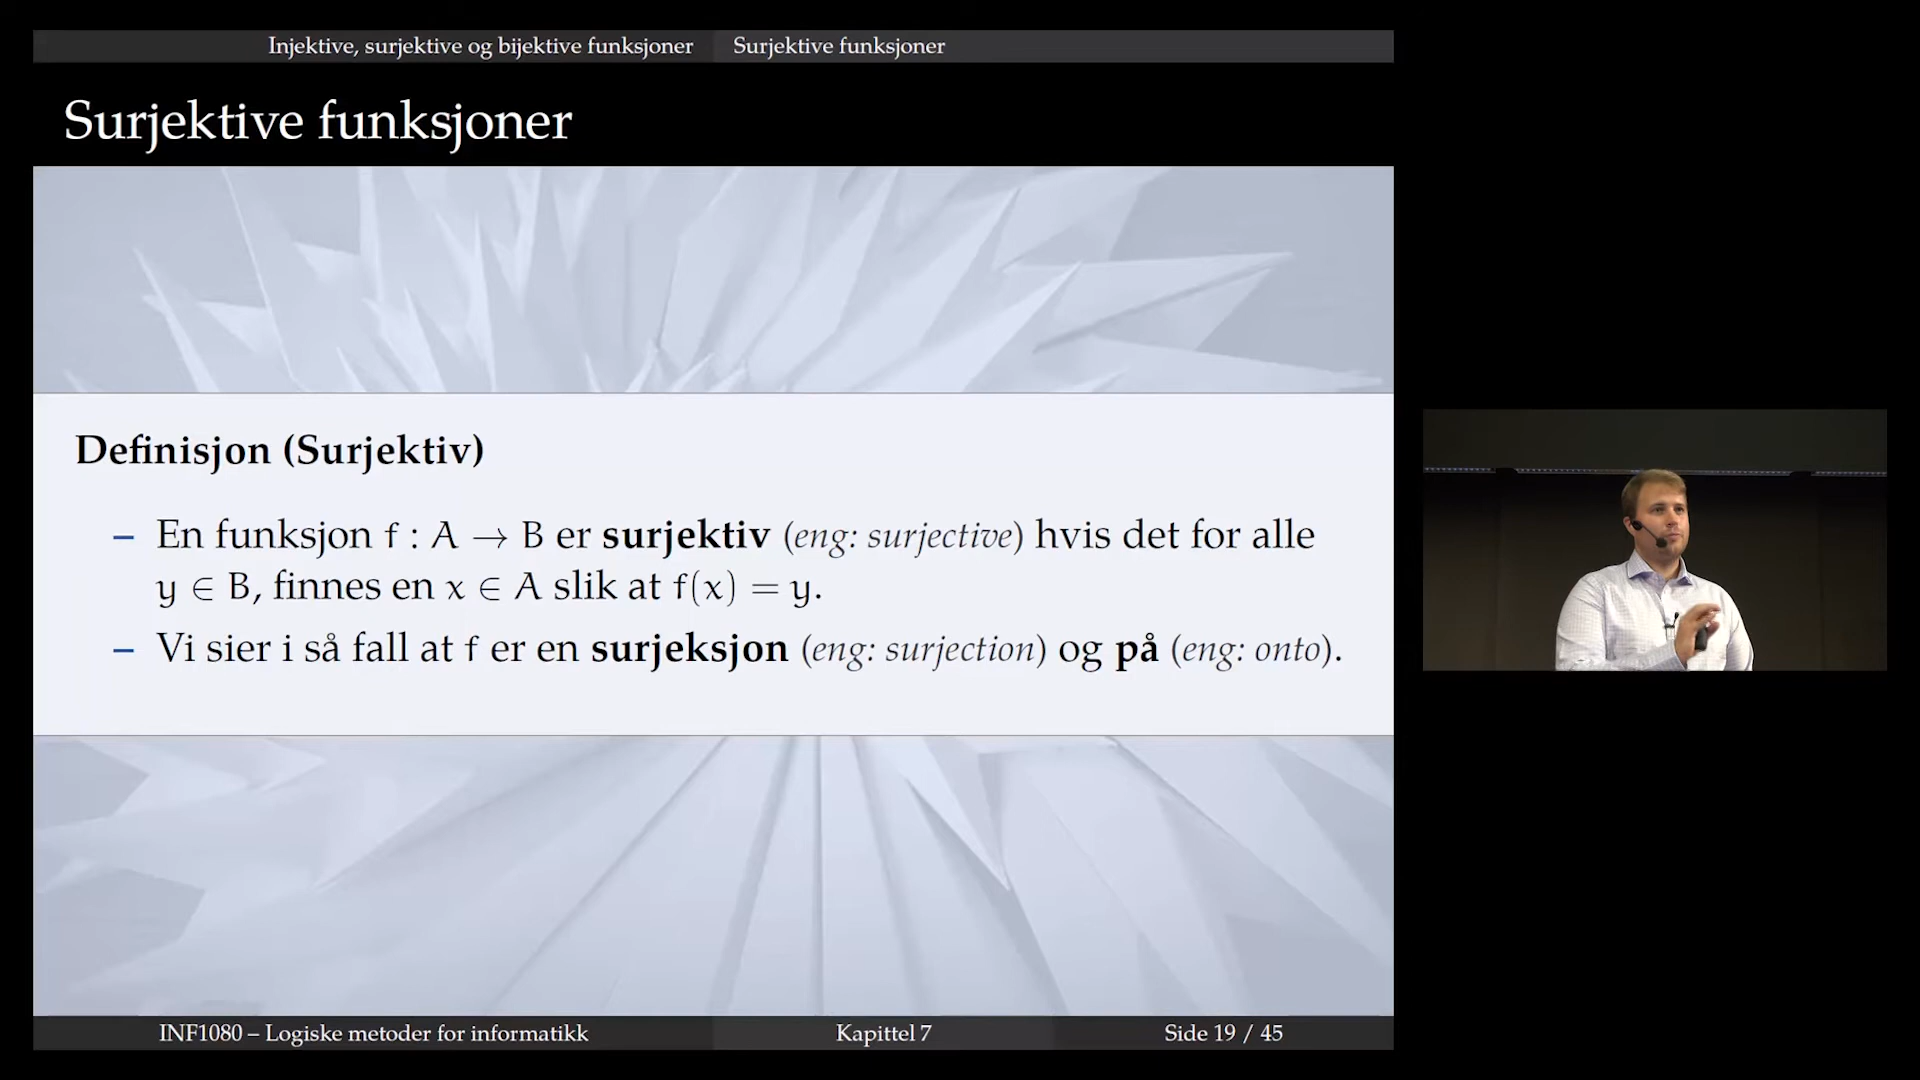 Injektive, surjektive og bijektive funksjoner Surjektive funksjoner
Surjektive funksjoner
Definisjon (Surjektiv)
– En funksjon f : A → B er surjektiv (eng: surjective) hvis det for alle
y ∈ B, finnes en x ∈ A slik at f(x) = y.
– Vi sier i så fall at f er en surjeksjon (eng: surjection) og på (eng: onto).
INF1080 – Logiske metoder for informatikk Kapittel 7 Side 19 / 45